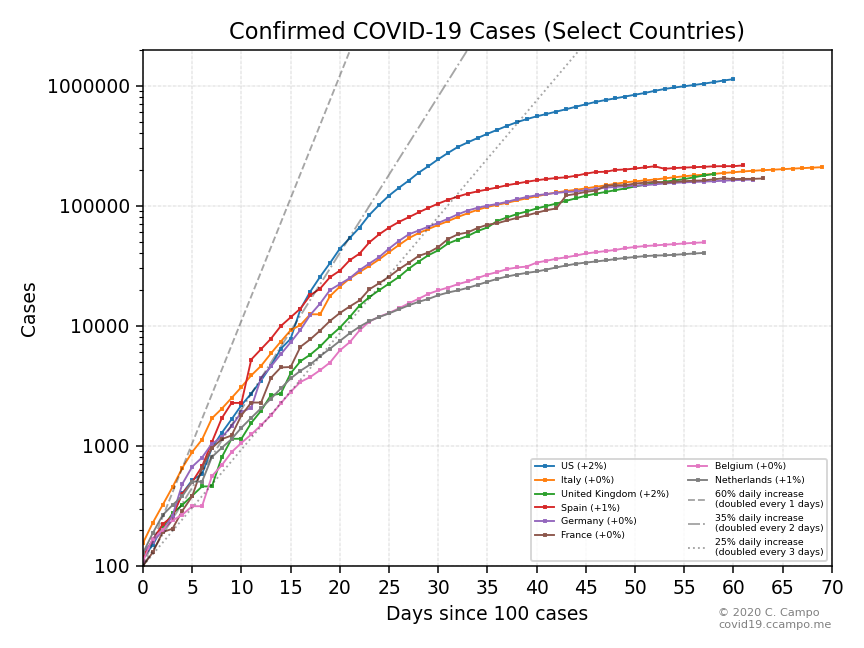 Confirmed COVID-19 Cases (Select Countries)
1000000
100000
10000
1000
100
Cases
0 5 10 15 20 25 30 35 40 45 50 55 60 65 70
Days since 100 cases
US (+2%)
Italy (+0%)
United Kingdom (+2%)
Spain (+1%)
Germany (+0%)
France (+0%)
Belgium (+0%)
Netherlands (+1%)
60% daily increase
(doubled every 1 days)
35% daily increase
(doubled every 2 days)
25% daily increase
(doubled every 3 days)
© 2020 C. Campo
covid19.ccampo.me